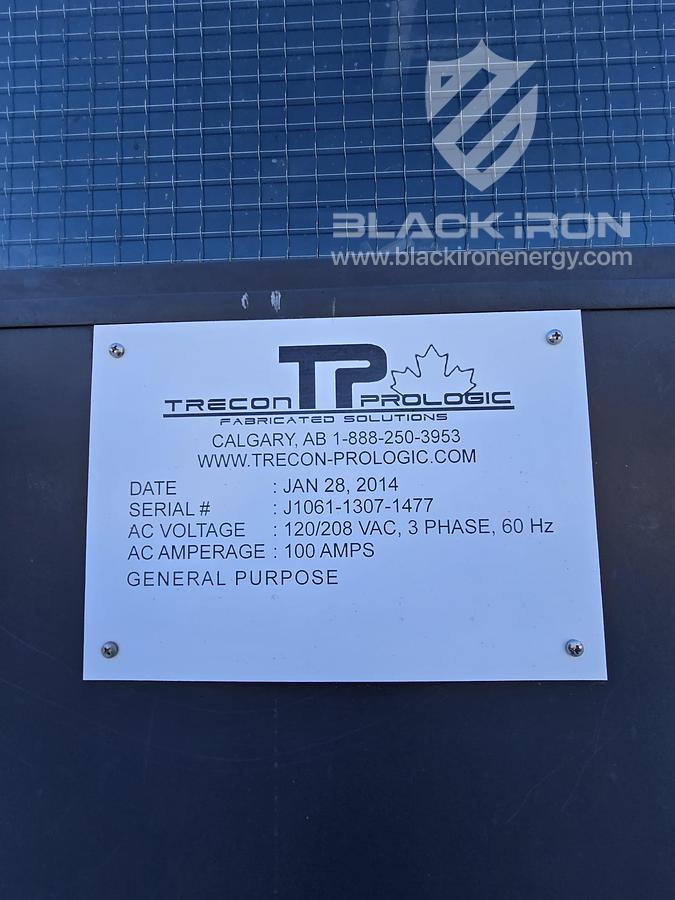 BLACK IRON
www.blackironenergy.com
TP
TRECON PROLOGIC
FABRICATED SOLUTIONS
CALGARY, AB 1-888-250-3953
WWW.TRECON-PROLOGIC.COM
DATE : JAN 28, 2014
SERIAL # : J1061-1307-1477
AC VOLTAGE : 120/208 VAC, 3 PHASE, 60 Hz
AC AMPERAGE : 100 AMPS
GENERAL PURPOSE